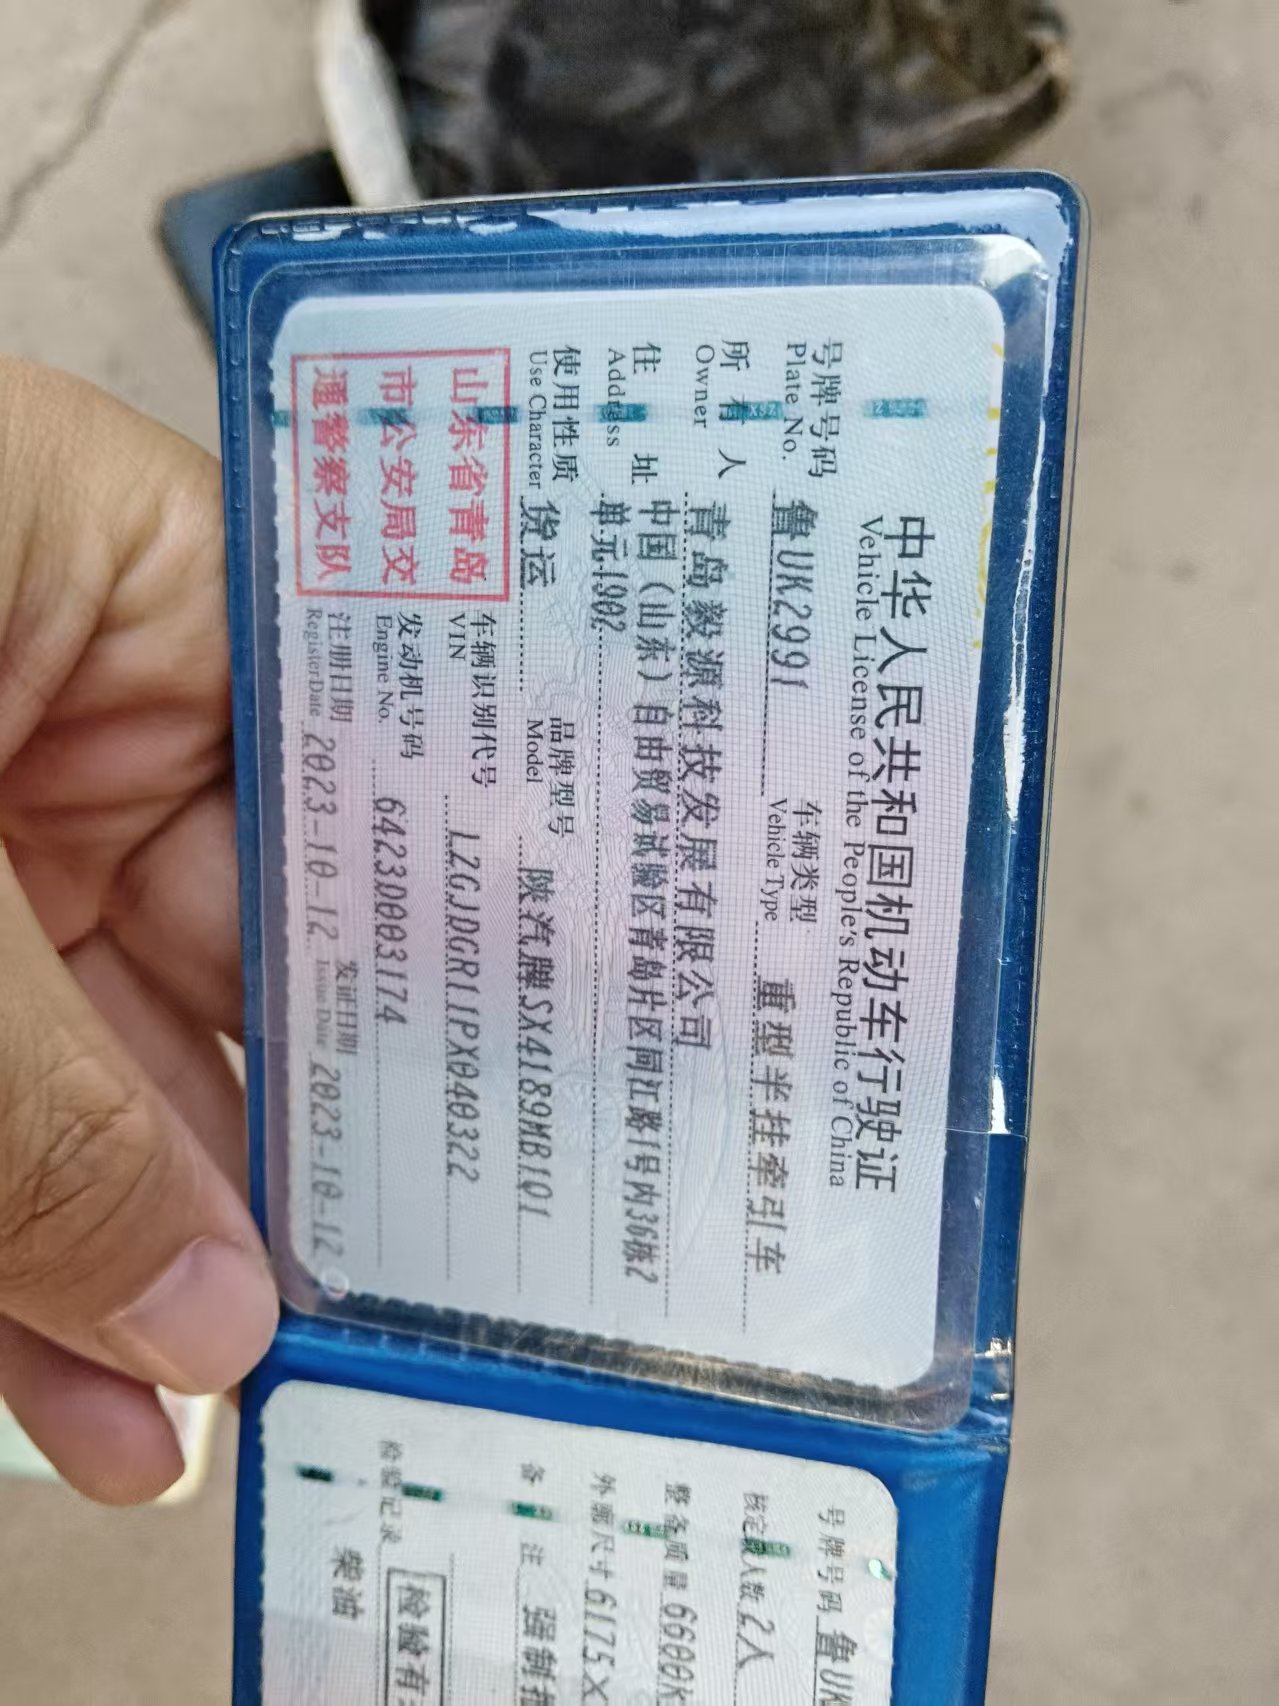 中华人民共和国机动车行驶证
Vehicle License of the People's Republic of China
号牌号码 鲁UK2991 车辆类型 重型半挂牵引车
Plate No. Vehicle Type
所有人 青岛毅源科技发展有限公司
Owner
住址 中国(山东)自由贸易试验区青岛片区同江路1号内36栋2
Address 单元1902
使用性质 货运 品牌型号 陕汽牌SX4189MB1Q1
Use Character Model
山东省青岛
市公安局交
通警察支队
车辆识别代号 LZGJDGR11PX040322
VIN
发动机号码 6423D003174
Engine No.
注册日期 2023-10-12 发证日期 2023-10-12
Register Date Issue Date
号牌号码 鲁UK
核定载人数 2人
整备质量 6600k
外廓尺寸 6175×
备注 强制报
检验记录 检验有
柴油